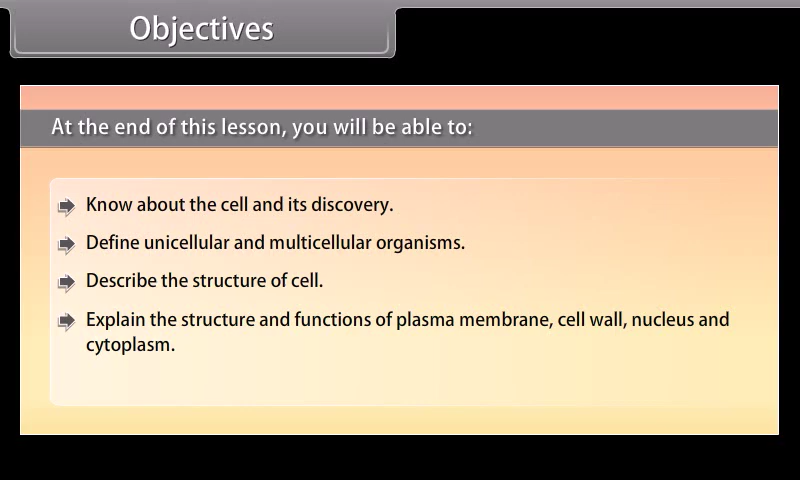 Objectives
At the end of this lesson, you will be able to:
Know about the cell and its discovery.
Define unicellular and multicellular organisms.
Describe the structure of cell.
Explain the structure and functions of plasma membrane, cell wall, nucleus and
cytoplasm.